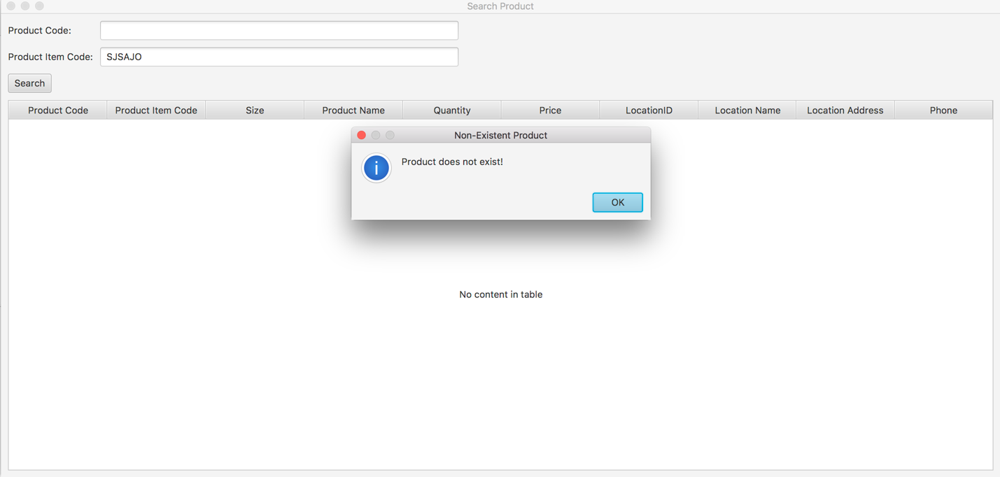 Search Product
Product Code:
Product Item Code: SJSAJO
Search
Product Code Product Item Code Size Product Name Quantity Price LocationID Location Name Location Address Phone
Non-Existent Product
i
Product does not exist!
OK
No content in table